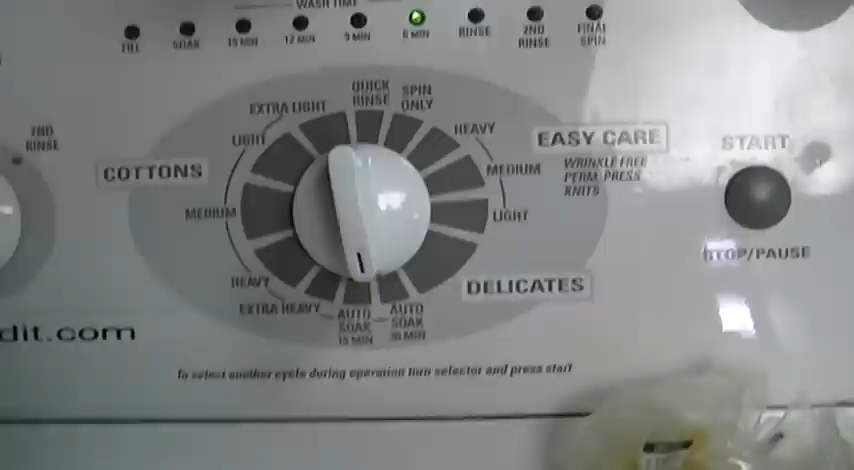 WASH TIME
FILL
SOAK
15 MIN
12 MIN
9 MIN
6 MIN
RINSE
2ND
RINSE
FINAL
SPIN
2ND
RINSE
COTTONS
EXTRA LIGHT
LIGHT
MEDIUM
HEAVY
EXTRA HEAVY
QUICK
RINSE
SPIN
ONLY
HEAVY
MEDIUM
LIGHT
EASY CARE
WRINKLE FREE
PERM. PRESS
KNITS
DELICATES
AUTO
SOAK
15 MIN
AUTO
SOAK
30 MIN
START
STOP/PAUSE
dit.com
To select another cycle during operation turn selector and press start